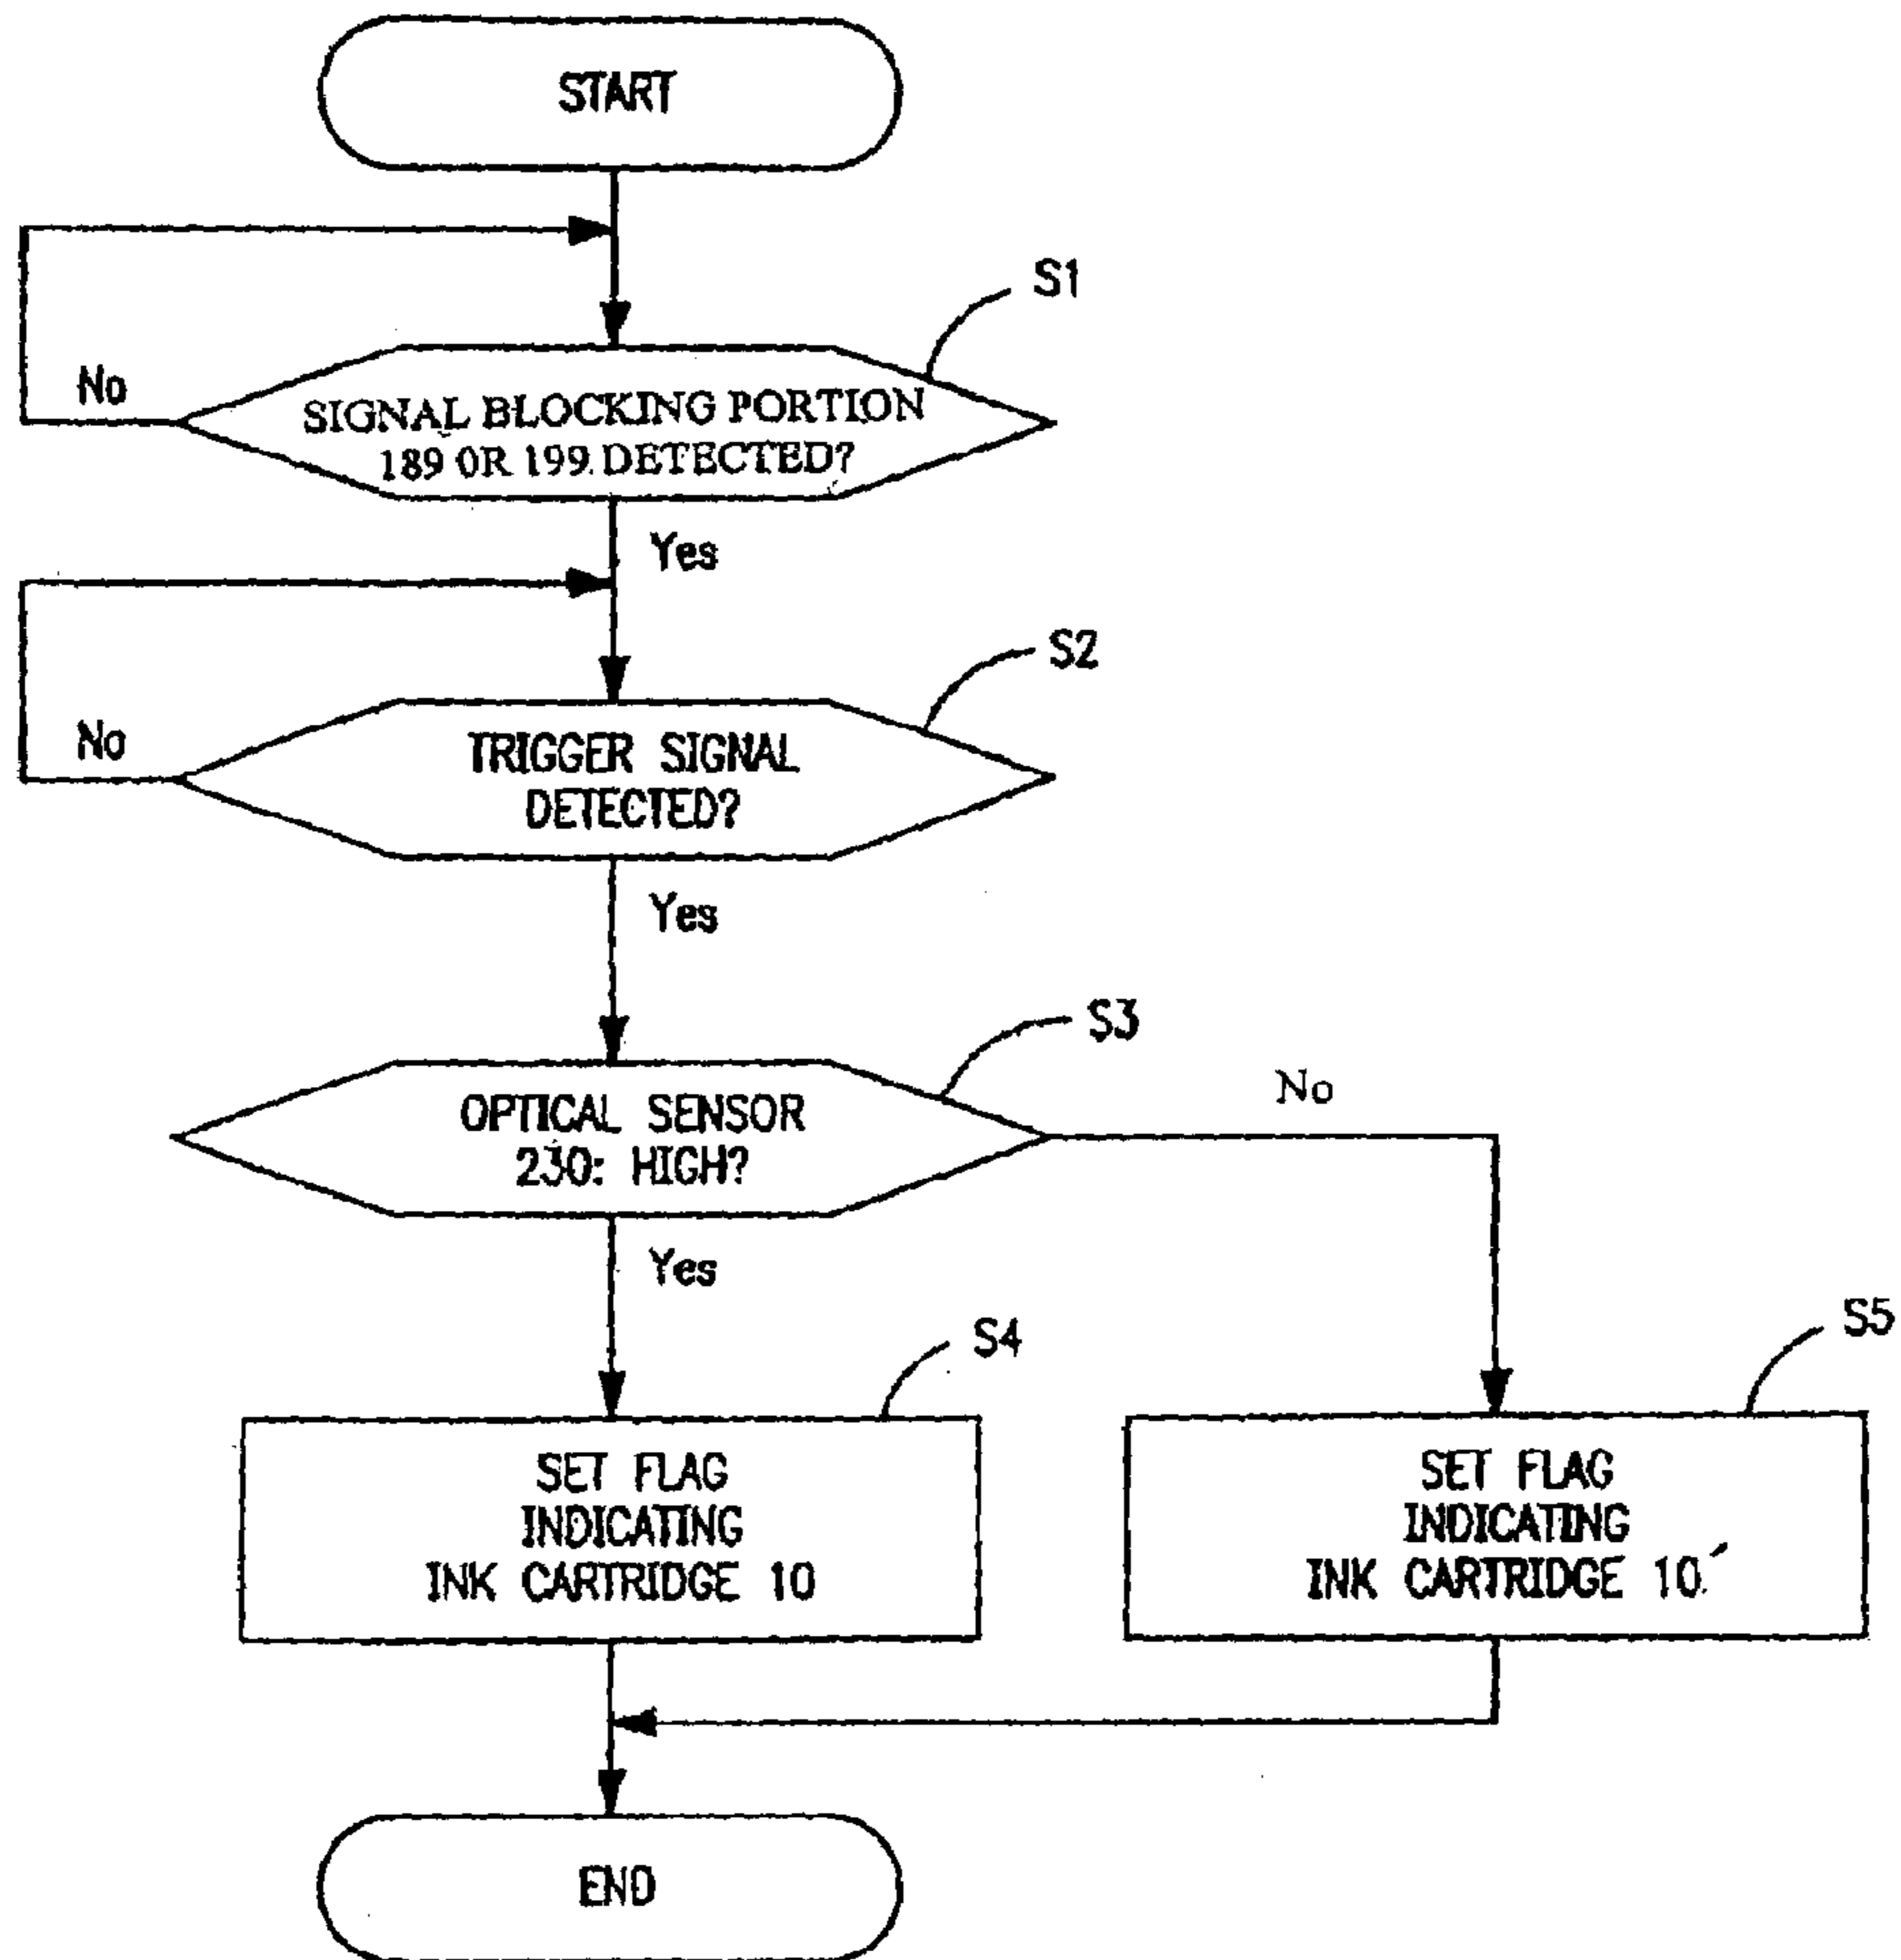 START
S1
No
SIGNAL BLOCKING PORTION
189 OR 199 DETECTED?
Yes
S2
No
TRIGGER SIGNAL
DETECTED?
Yes
S3
No
OPTICAL SENSOR
230: HIGH?
Yes
S4
S5
SET FLAG
INDICATING
INK CARTRIDGE 10
SET FLAG
INDICATING
INK CARTRIDGE 10´
END